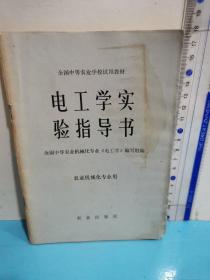 全国中等农业学校试用教材
电工学实
验指导书
全国中等农业机械化专业《电工学》编写组编
农业机械化专业用
农业出版社